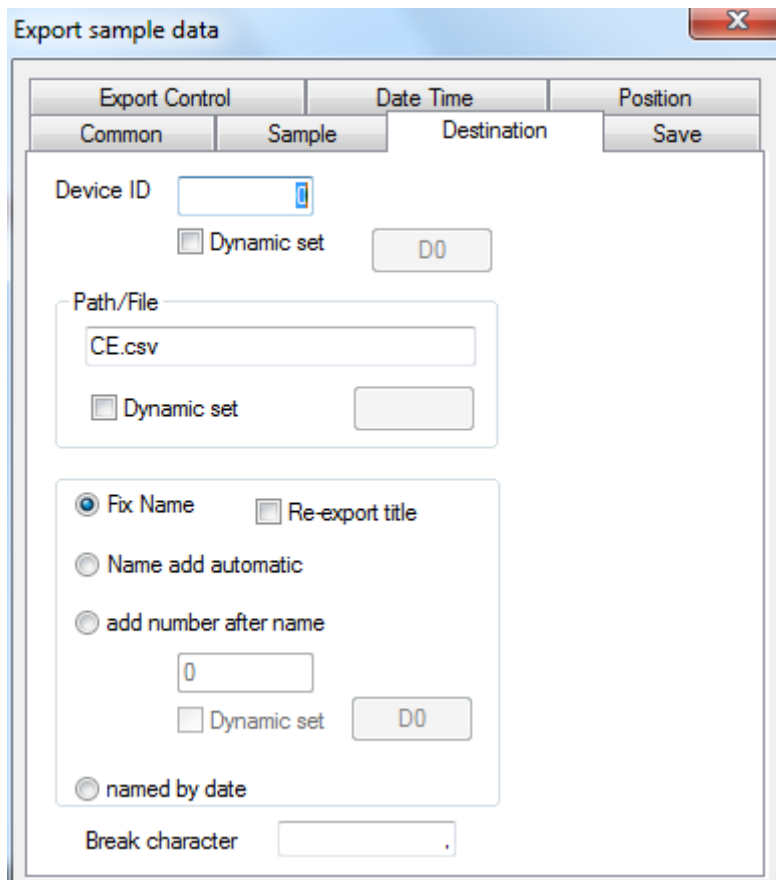 Export sample data
Export Control Date Time Position
Common Sample Destination Save
Device ID 0
Dynamic set D0
Path/File
CE.csv
Dynamic set
Fix Name Re-export title
Name add automatic
add number after name
0
Dynamic set D0
named by date
Break character ,